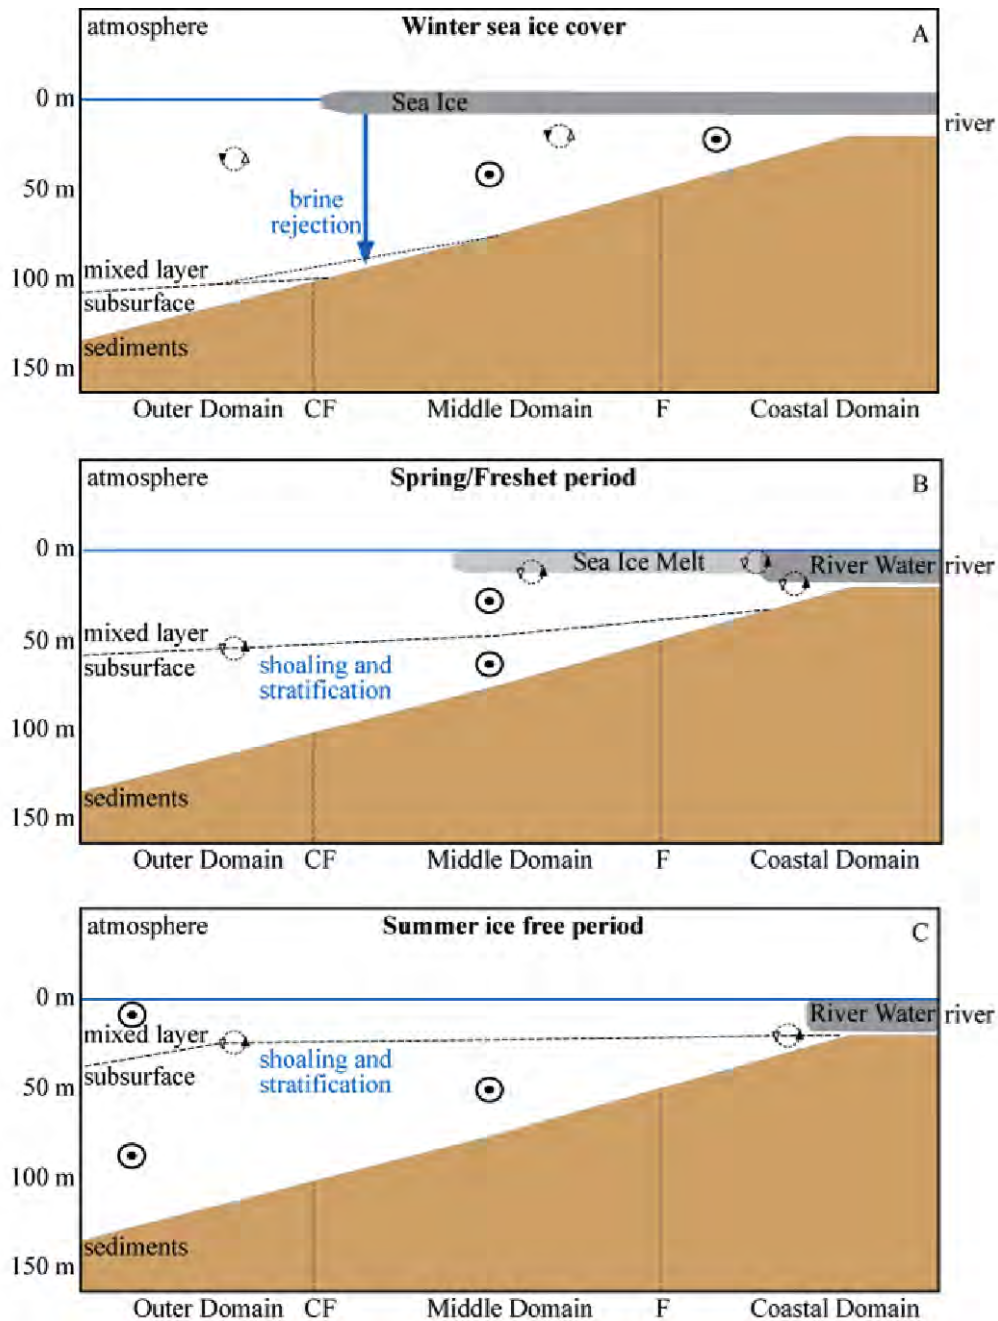 atmosphere Winter sea ice cover A
0 m Sea Ice
river
50 m
brine
rejection
mixed layer
100 m
subsurface
sediments
150 m
Outer Domain CF Middle Domain F Coastal Domain
atmosphere Spring/Freshet period B
0 m Sea Ice Melt River Water river
50 m mixed layer
subsurface shoaling and
stratification
100 m
sediments
150 m
Outer Domain CF Middle Domain F Coastal Domain
atmosphere Summer ice free period C
0 m River Water river
mixed layer
subsurface shoaling and
stratification
50 m
100 m
sediments
150 m
Outer Domain CF Middle Domain F Coastal Domain